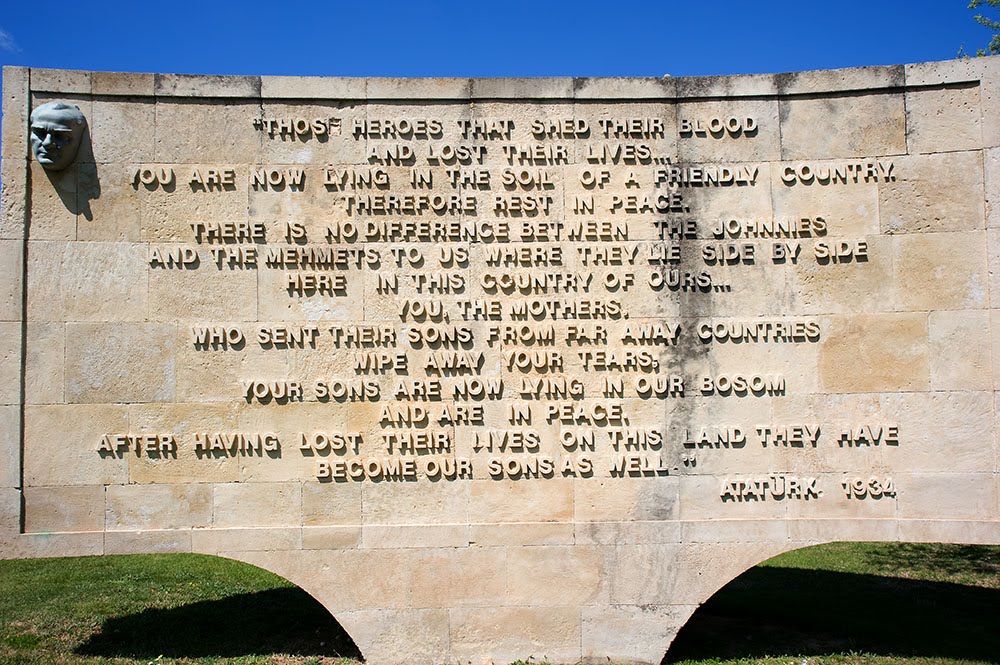 "THOSE HEROES THAT SHED THEIR BLOOD
AND LOST THEIR LIVES...
YOU ARE NOW LYING IN THE SOIL OF A FRIENDLY COUNTRY.
THEREFORE REST IN PEACE.
THERE IS NO DIFFERENCE BETWEEN THE JOHNNIES
AND THE MEHMETS TO US WHERE THEY LIE SIDE BY SIDE
HERE IN THIS COUNTRY OF OURS...
YOU, THE MOTHERS,
WHO SENT THEIR SONS FROM FAR AWAY COUNTRIES
WIPE AWAY YOUR TEARS;
YOUR SONS ARE NOW LYING IN OUR BOSOM
AND ARE IN PEACE.
AFTER HAVING LOST THEIR LIVES ON THIS LAND THEY HAVE
BECOME OUR SONS AS WELL."
ATATÜRK. 1934